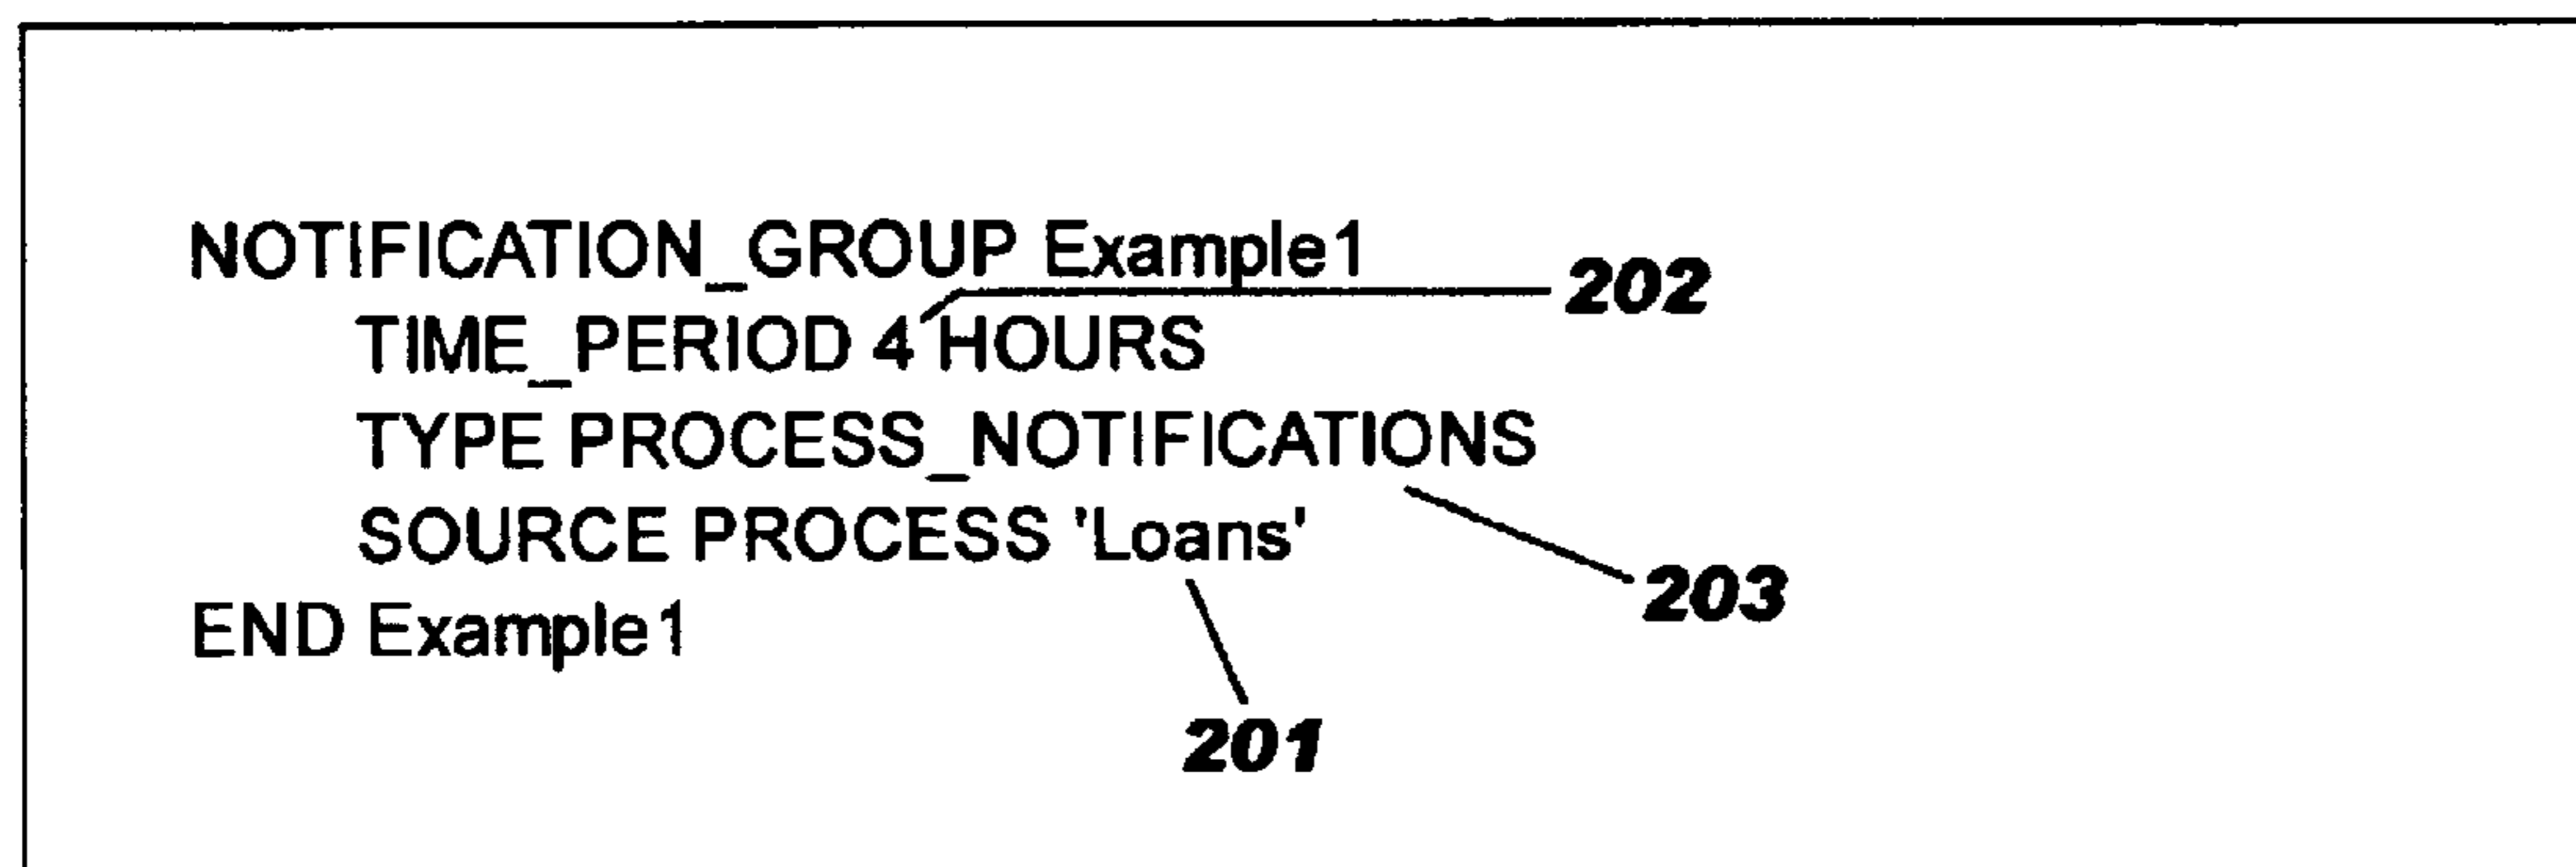 NOTIFICATION_GROUP Example1
202
TIME_PERIOD 4 HOURS
TYPE PROCESS_NOTIFICATIONS
SOURCE PROCESS 'Loans'
203
END Example1
201